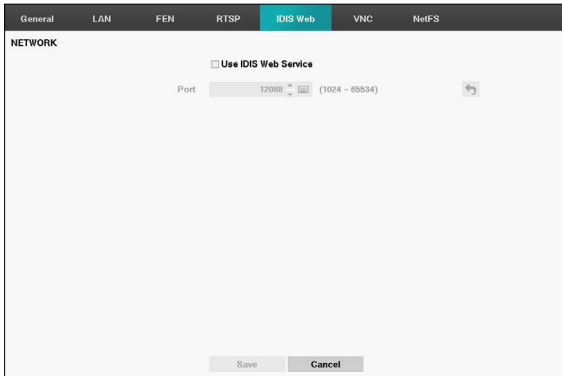 General LAN FEN RTSP IDIS Web VNC NetFS
NETWORK
Use IDIS Web Service
Port 12088 (1024 ~ 65534)
Save Cancel